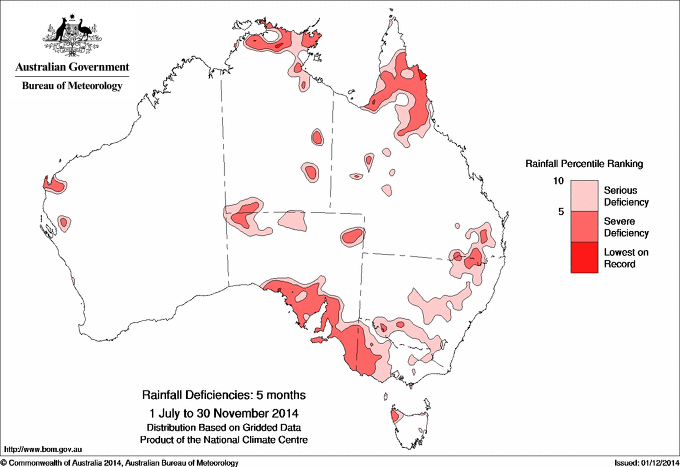 Australian Government
Bureau of Meteorology
Rainfall Percentile Ranking
10
Serious
Deficiency
5
Severe
Deficiency
Lowest on
Record
Rainfall Deficiencies: 5 months
1 July to 30 November 2014
Distribution Based on Gridded Data
Product of the National Climate Centre
http://www.bom.gov.au
© Commonwealth of Australia 2014, Australian Bureau of Meteorology
Issued: 01/12/2014